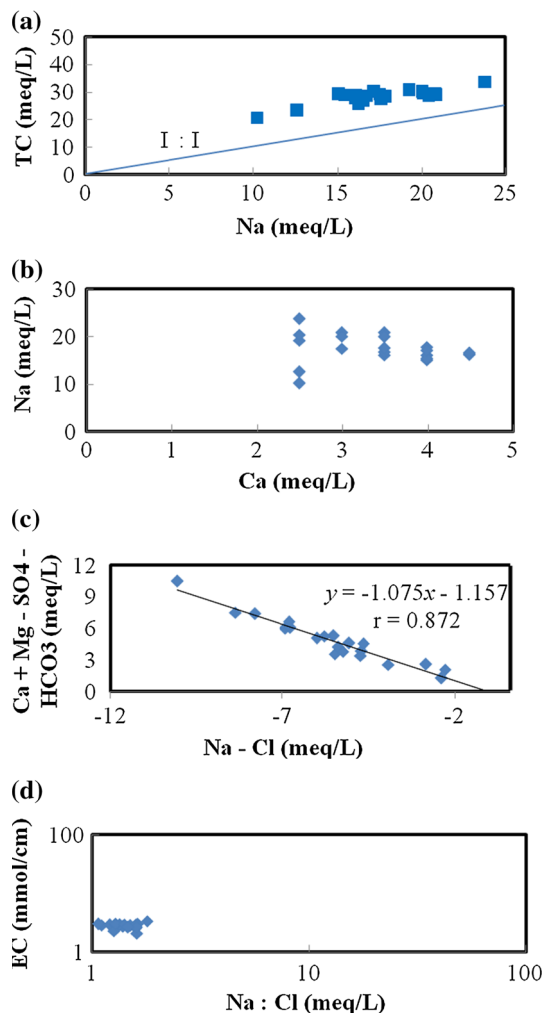 (a)
TC (meq/L)
50
40
30
20
10
0
I : I
0 5 10 15 20 25
Na (meq/L)
(b)
Na (meq/L)
30
20
10
0
0 1 2 3 4 5
Ca (meq/L)
(c)
Ca + Mg - SO4 -
HCO3 (meq/L)
12
9
6
3
0
y = -1.075x - 1.157
r = 0.872
-12 -7 -2
Na - Cl (meq/L)
(d)
EC (mmol/cm)
100
1
1 10 100
Na : Cl (meq/L)